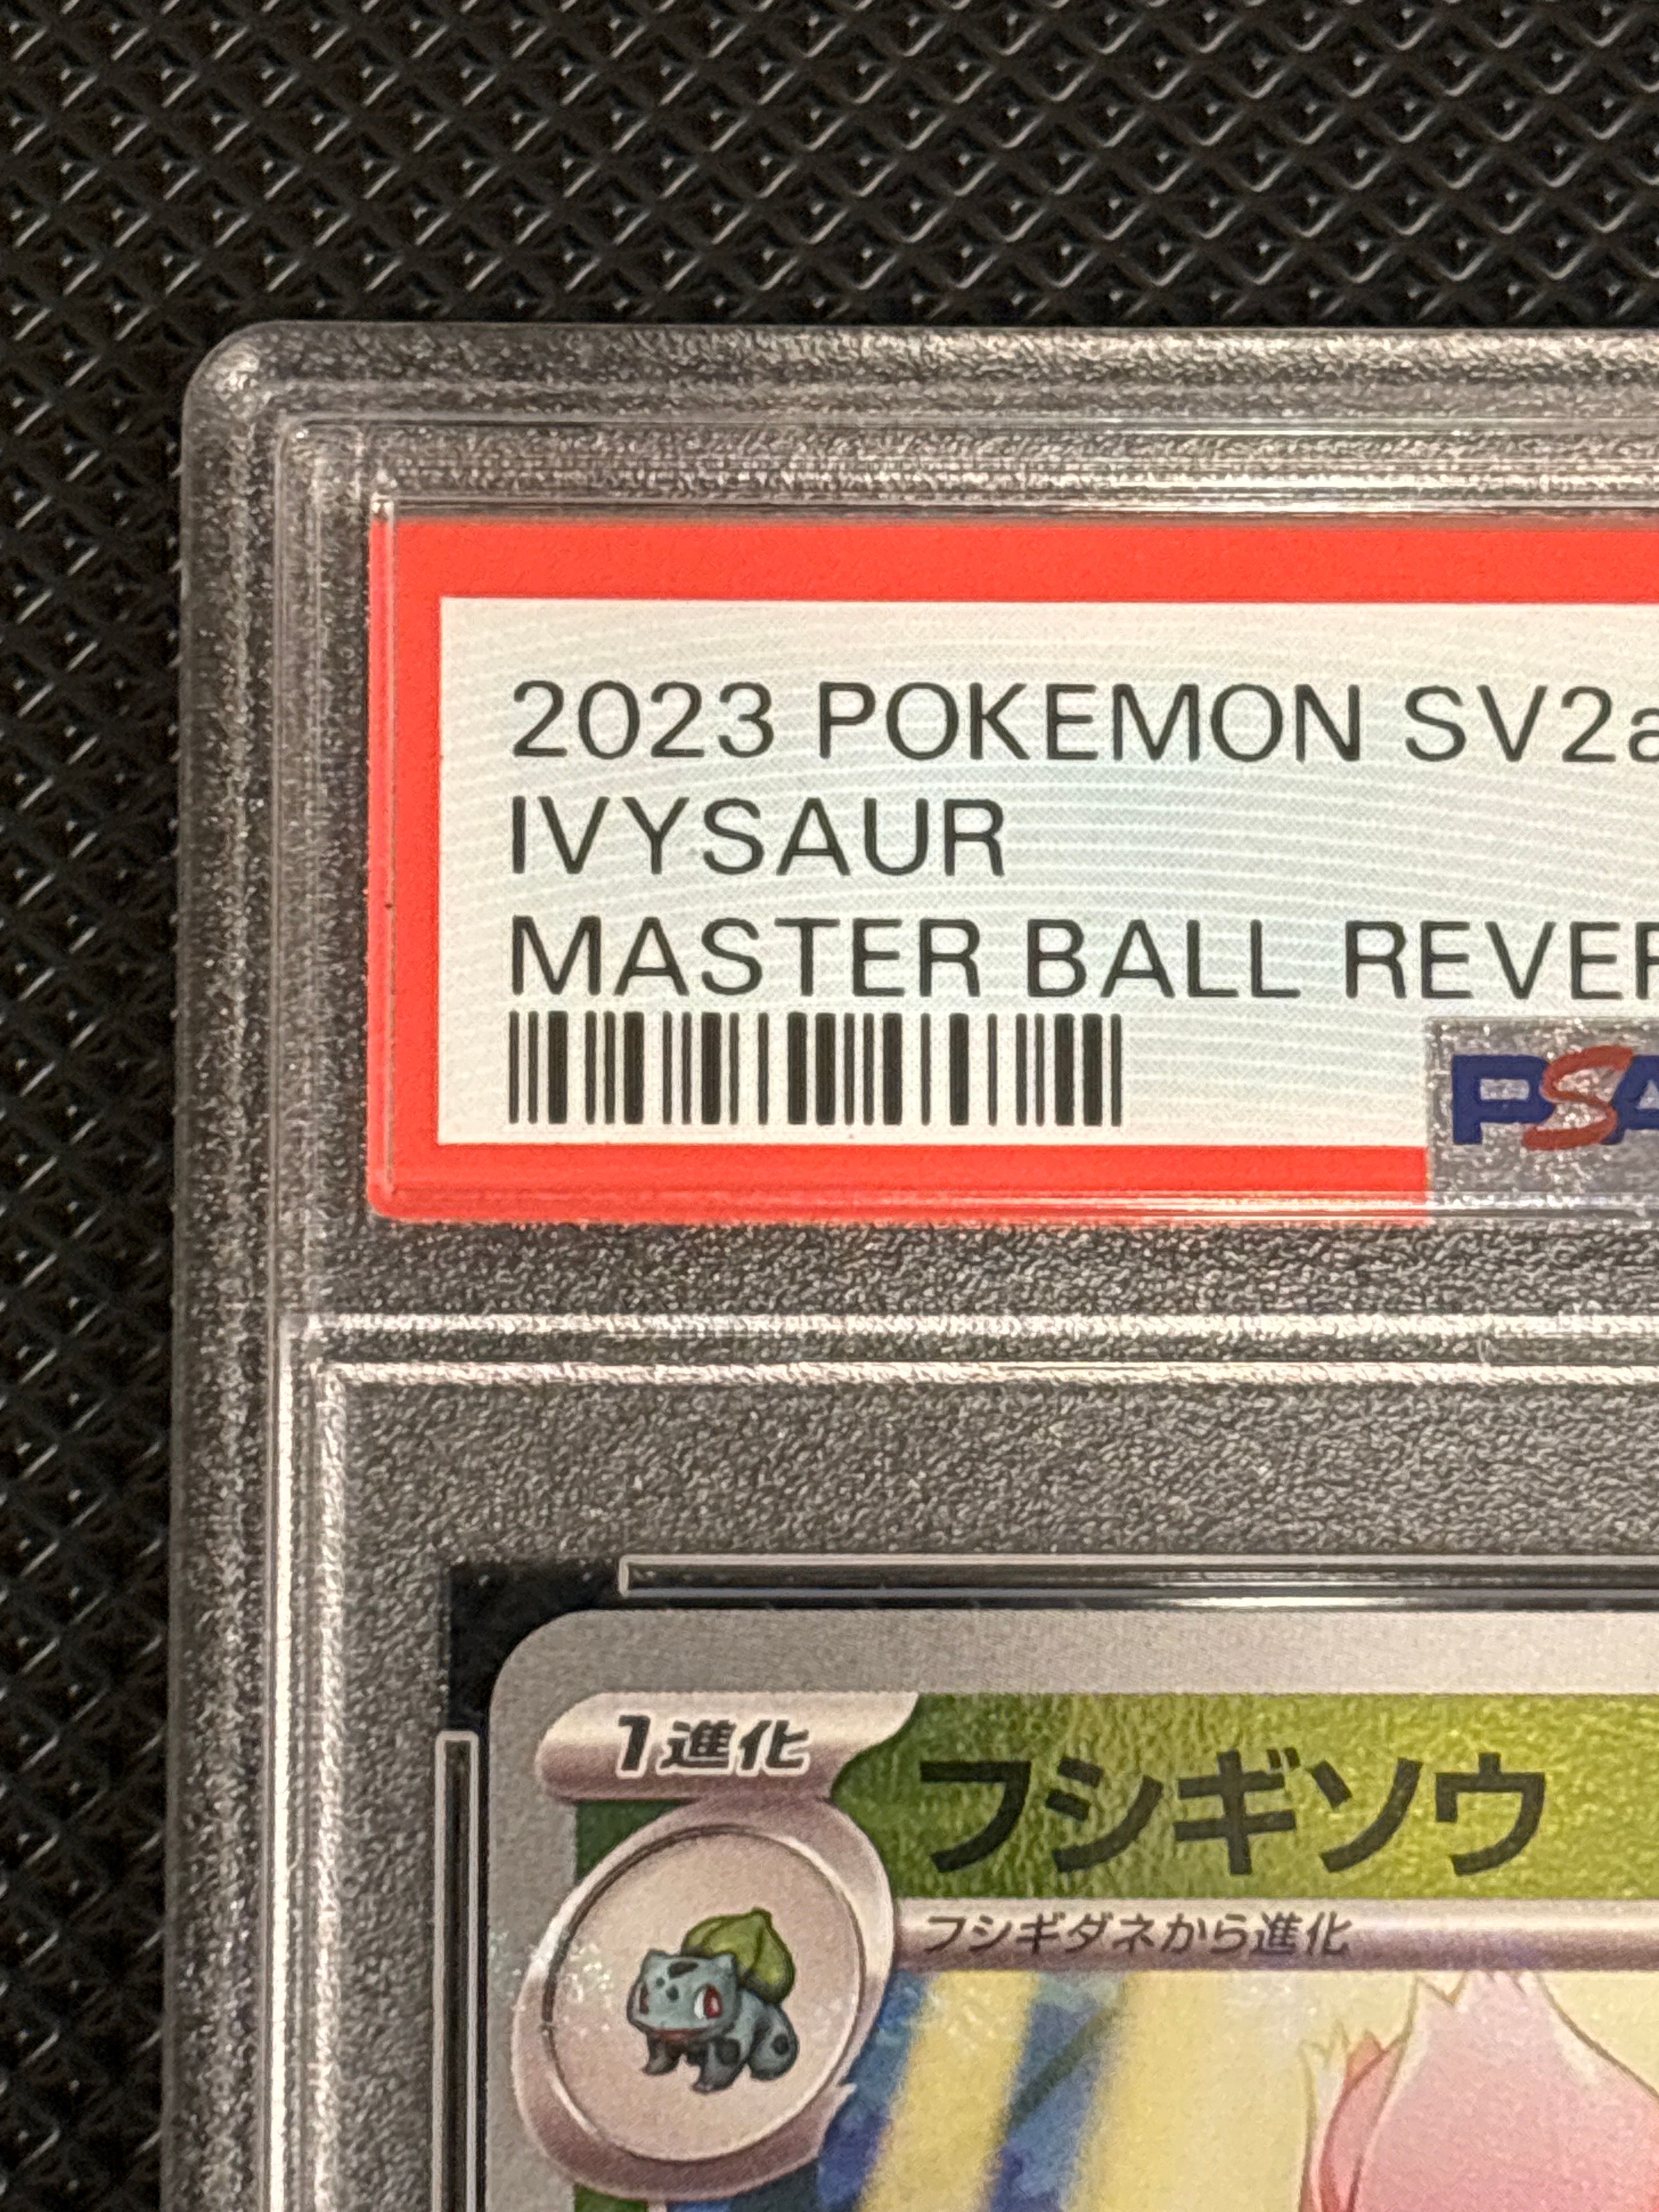 2023 POKEMON SV2a
IVYSAUR
MASTER BALL REVER
PSA
1進化
フシギソウ
フシギダネから進化